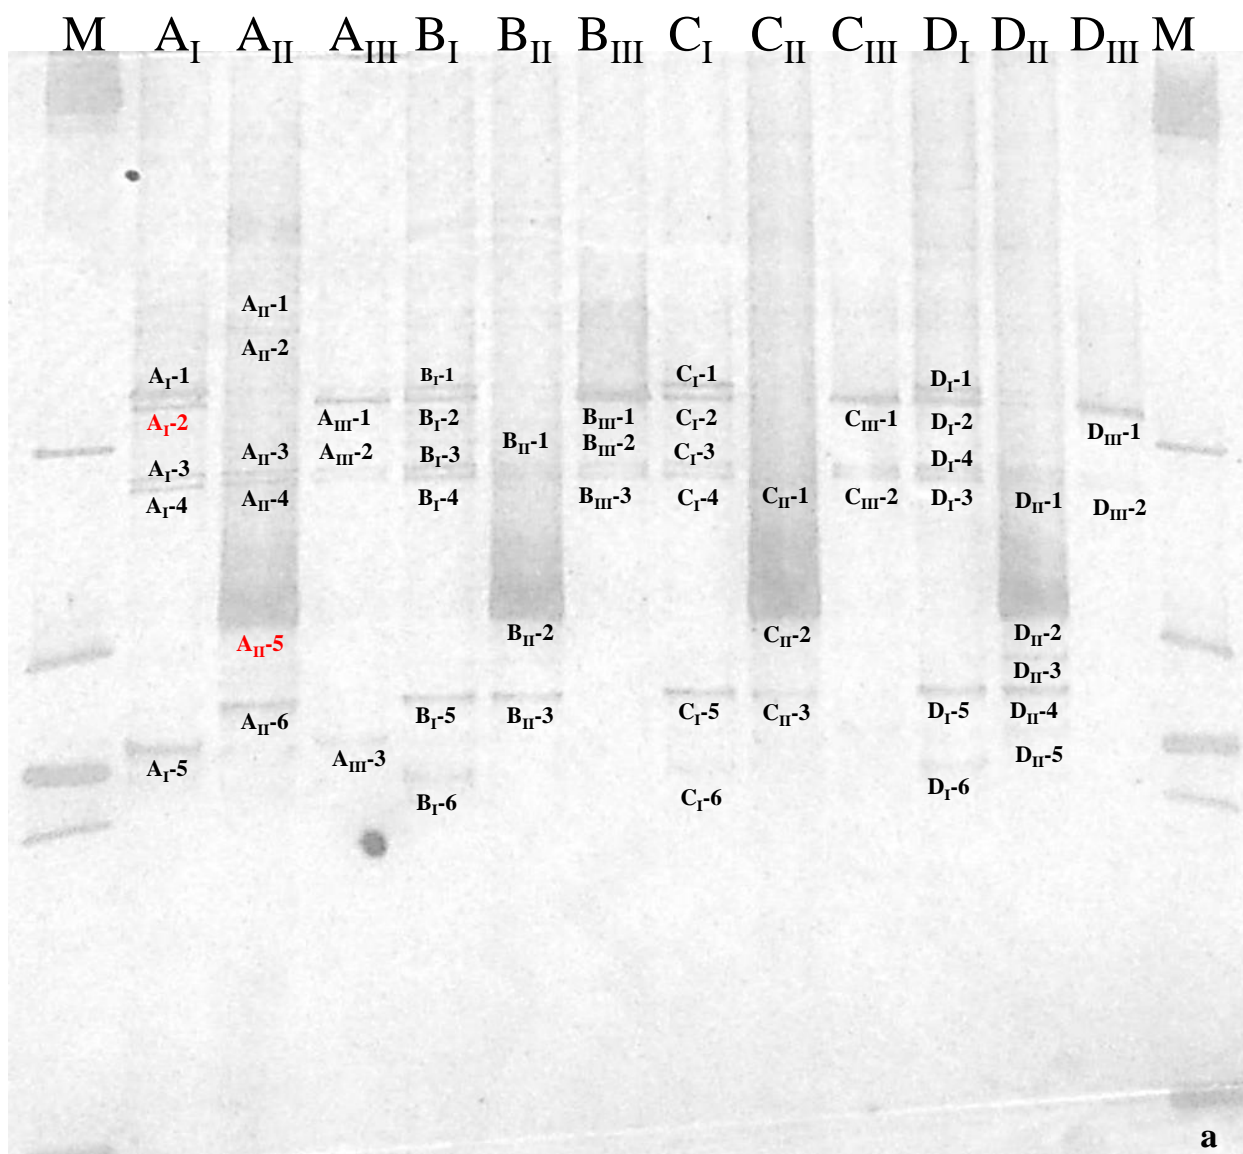 M A_I A_II A_III B_I B_II B_III C_I C_II C_III D_I D_II D_III M
A_II-1
A_II-2
A_I-1 B_I-1 C_I-1 D_I-1
A_I-2 A_III-1 B_I-2 B_III-1 C_I-2 C_III-1 D_I-2 D_III-1
A_II-3 A_III-2 B_I-3 B_II-1 B_III-2 C_I-3 D_I-4
A_I-3
A_I-4 A_II-4 B_I-4 B_III-3 C_I-4 C_II-1 C_III-2 D_I-3 D_II-1 D_III-2
A_II-5 B_II-2 C_II-2 D_II-2
D_II-3
A_II-6 B_I-5 B_II-3 C_I-5 C_II-3 D_I-5 D_II-4
A_I-5 A_III-3 D_II-5
B_I-6 C_I-6 D_I-6
a